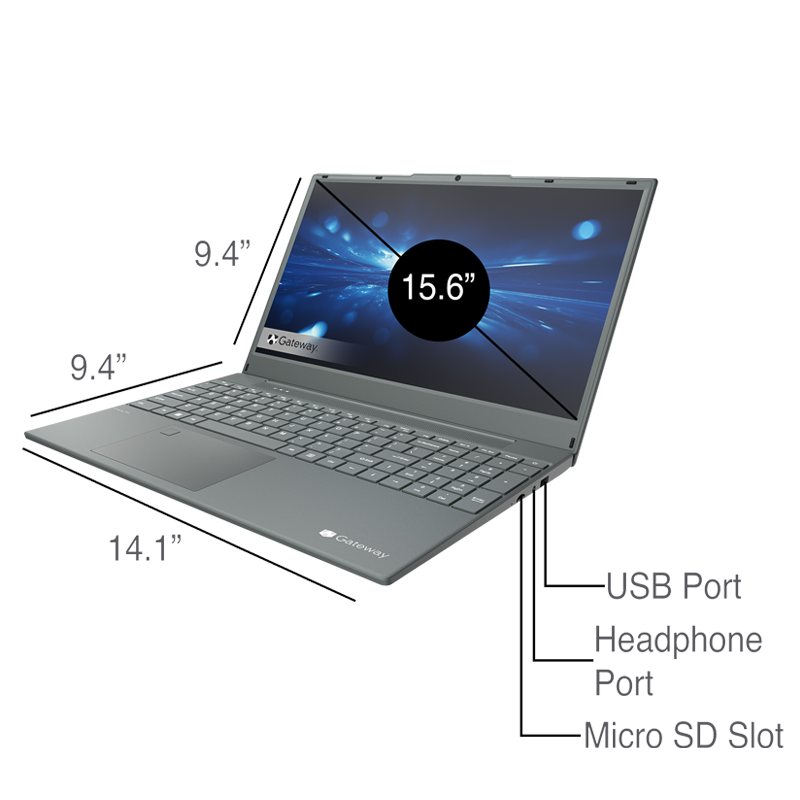 9.4”
15.6”
Gateway
9.4”
14.1”
Gateway
USB Port
Headphone
Port
Micro SD Slot